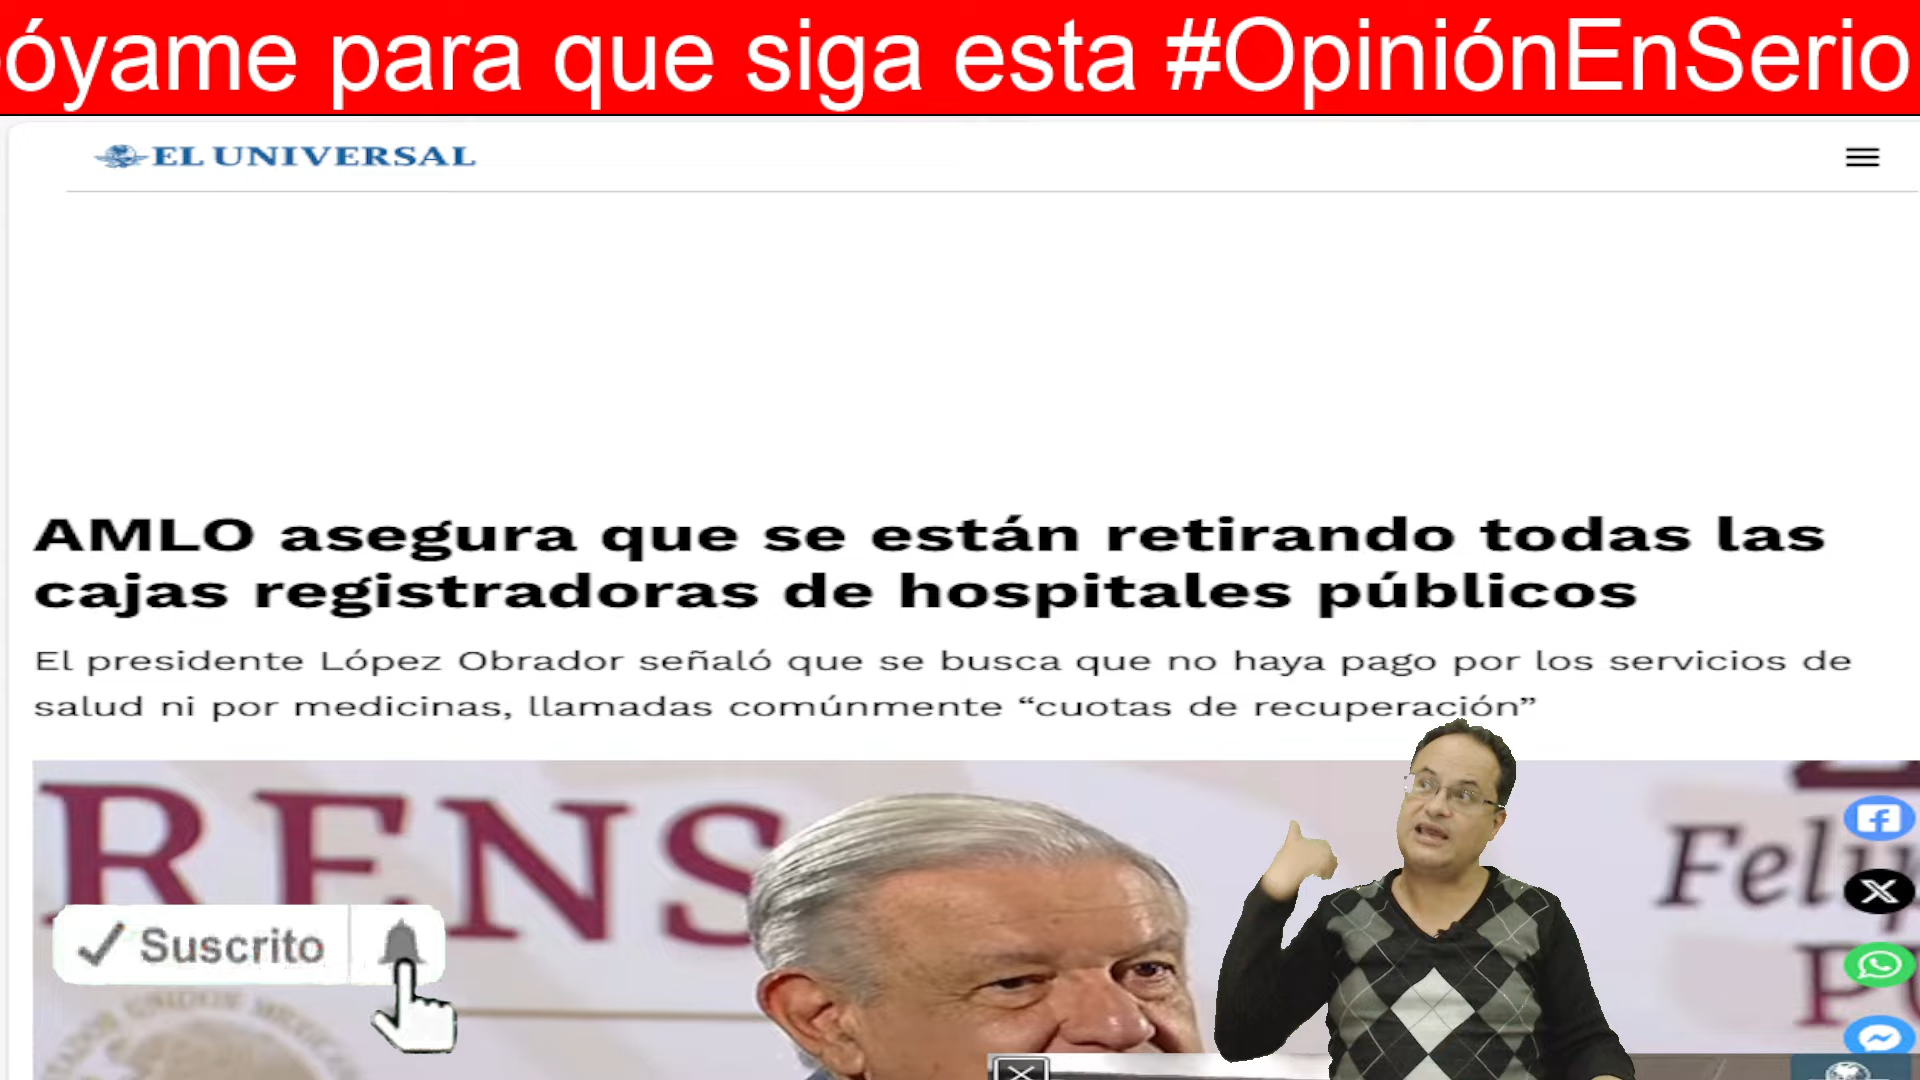 óyame para que siga esta #OpiniónEnSerio
EL UNIVERSAL
AMLO asegura que se están retirando todas las
cajas registradoras de hospitales públicos
El presidente López Obrador señaló que se busca que no haya pago por los servicios de
salud ni por medicinas, llamadas comúnmente “cuotas de recuperación”
RENS
Suscrito